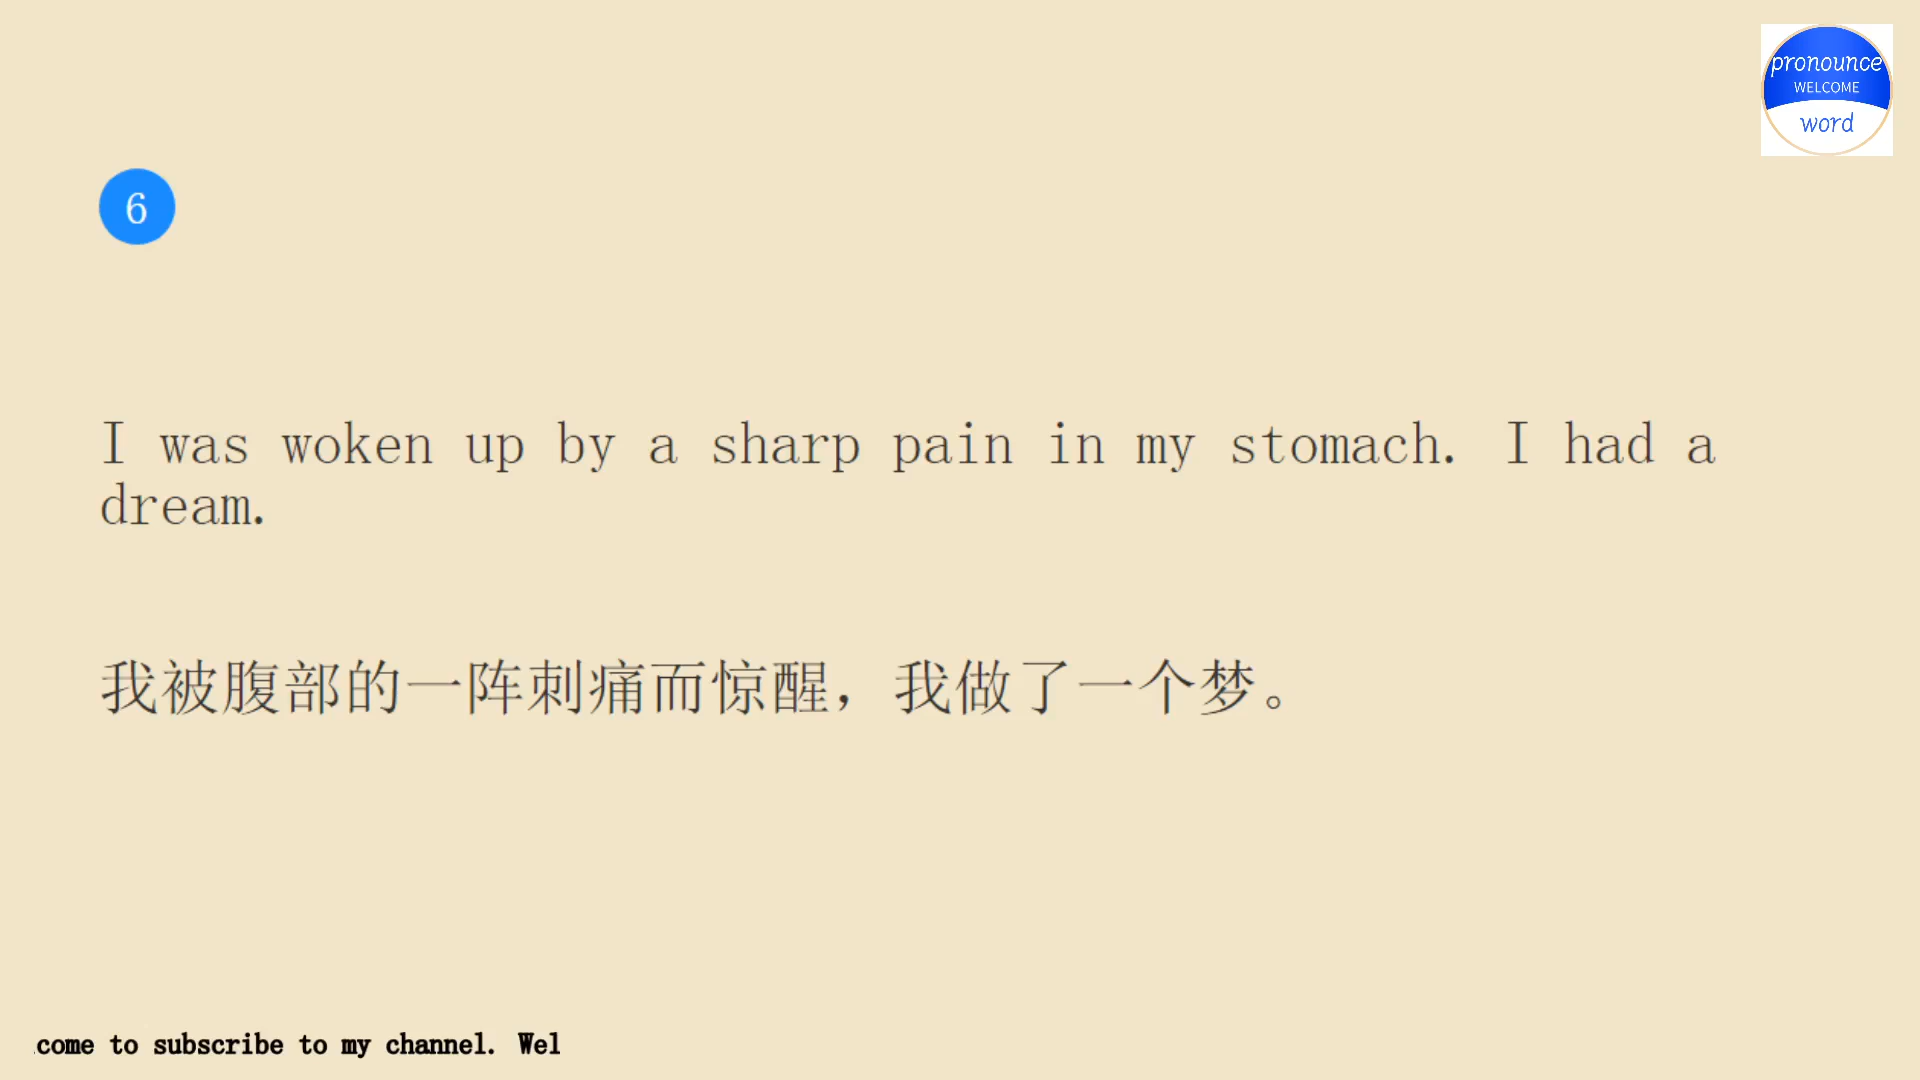 pronounce
WELCOME
word
6
I was woken up by a sharp pain in my stomach. I had a
dream.
我被腹部的一阵刺痛而惊醒，我做了一个梦。
come to subscribe to my channel. Wel